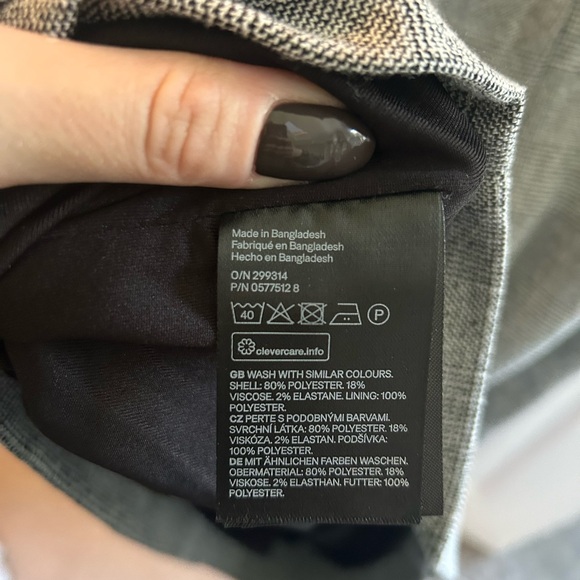 Made in Bangladesh
Fabriqué en Bangladesh
Hecho en Bangladesh
O/N 299314
P/N 0577512 8
40 P
clevercare.info
GB WASH WITH SIMILAR COLOURS.
SHELL: 80% POLYESTER. 18%
VISCOSE. 2% ELASTANE. LINING: 100%
POLYESTER.
CZ PERTE S PODOBNÝMI BARVAMI.
SVRCHNÍ LÁTKA: 80% POLYESTER. 18%
VISKÓZA. 2% ELASTAN. PODŠÍVKA:
100% POLYESTER.
DE MIT ÄHNLICHEN FARBEN WASCHEN.
OBERMATERIAL: 80% POLYESTER. 18%
VISKOSE. 2% ELASTHAN. FUTTER: 100%
POLYESTER.